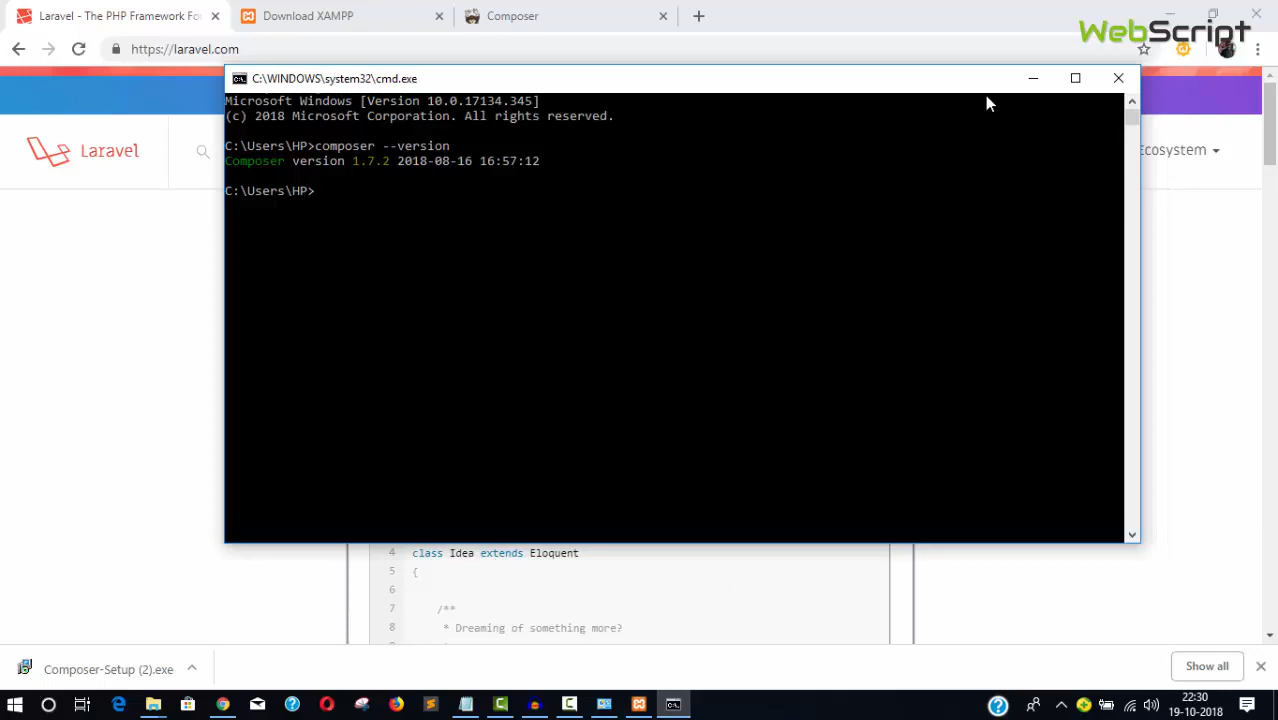 Laravel - The PHP Framework For
Download XAMPP
Composer
https://laravel.com
WebScript
C:\WINDOWS\system32\cmd.exe
Microsoft Windows [Version 10.0.17134.345]
(c) 2018 Microsoft Corporation. All rights reserved.
Laravel
Ecosystem
C:\Users\HP>composer --version
Composer version 1.7.2 2018-08-16 16:57:12
C:\Users\HP>
4 class Idea extends Eloquent
5 {
6
7 /**
8 * Dreaming of something more?
Composer-Setup (2).exe
Show all
22:30
19-10-2018